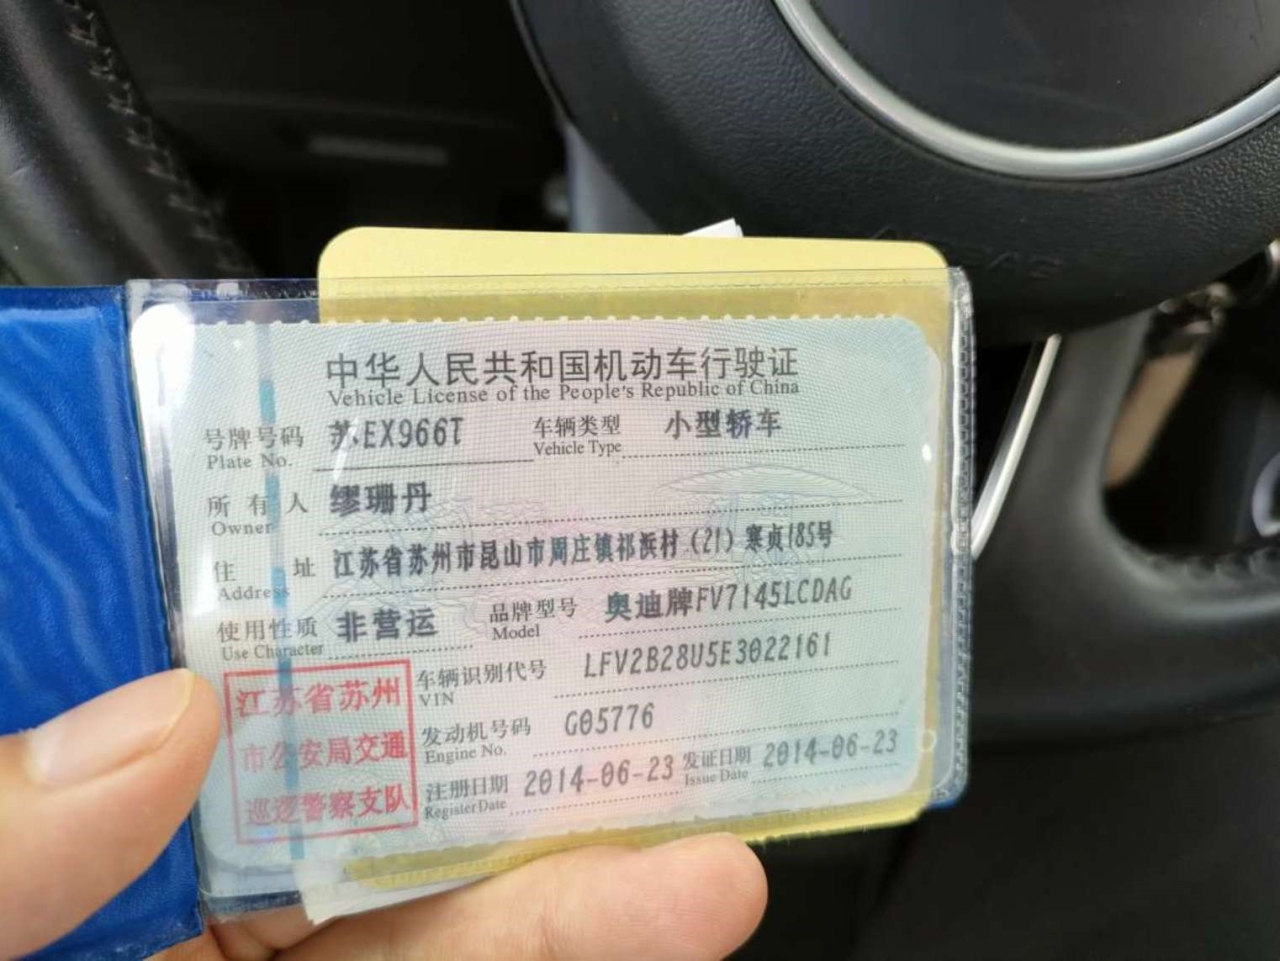 中华人民共和国机动车行驶证
Vehicle License of the People's Republic of China
号牌号码 苏EX966T 车辆类型 小型轿车
Plate No. Vehicle Type
所有人 缪珊丹
Owner
住址 江苏省苏州市昆山市周庄镇祁浜村(21)寒贞185号
Address
使用性质 非营运 品牌型号 奥迪牌FV7145LCDAG
Use Character Model
车辆识别代号 LFV2B28U5E3022161
VIN
发动机号码 G05776
Engine No.
注册日期 2014-06-23 发证日期 2014-06-23
Register Date Issue Date
江苏省苏州
市公安局交通
巡逻警察支队
AIRBAG